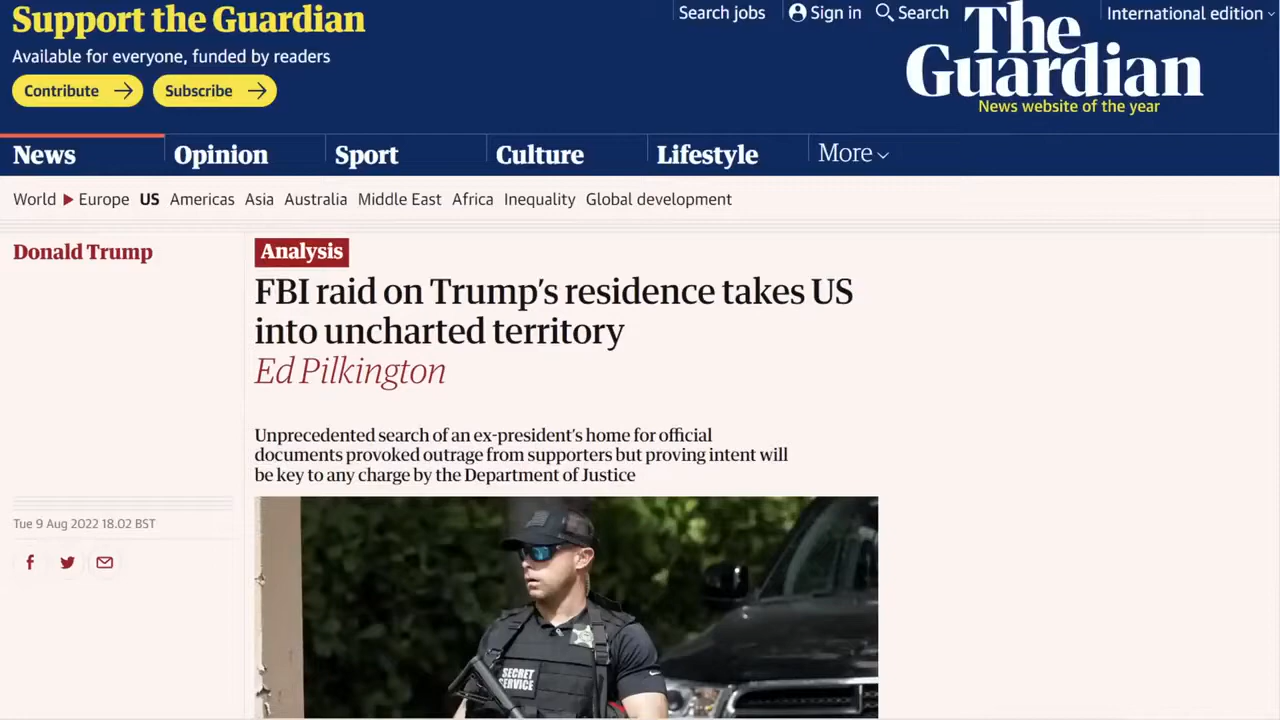 Support the Guardian
Available for everyone, funded by readers
Contribute
Subscribe
Search jobs
Sign in
Search
International edition
The
Guardian
News website of the year
News
Opinion
Sport
Culture
Lifestyle
More
World
Europe
US
Americas
Asia
Australia
Middle East
Africa
Inequality
Global development
Donald Trump
Analysis
FBI raid on Trump's residence takes US
into uncharted territory
Ed Pilkington
Unprecedented search of an ex-president's home for official
documents provoked outrage from supporters but proving intent will
be key to any charge by the Department of Justice
Tue 9 Aug 2022 18.02 BST
SECRET
SERVICE